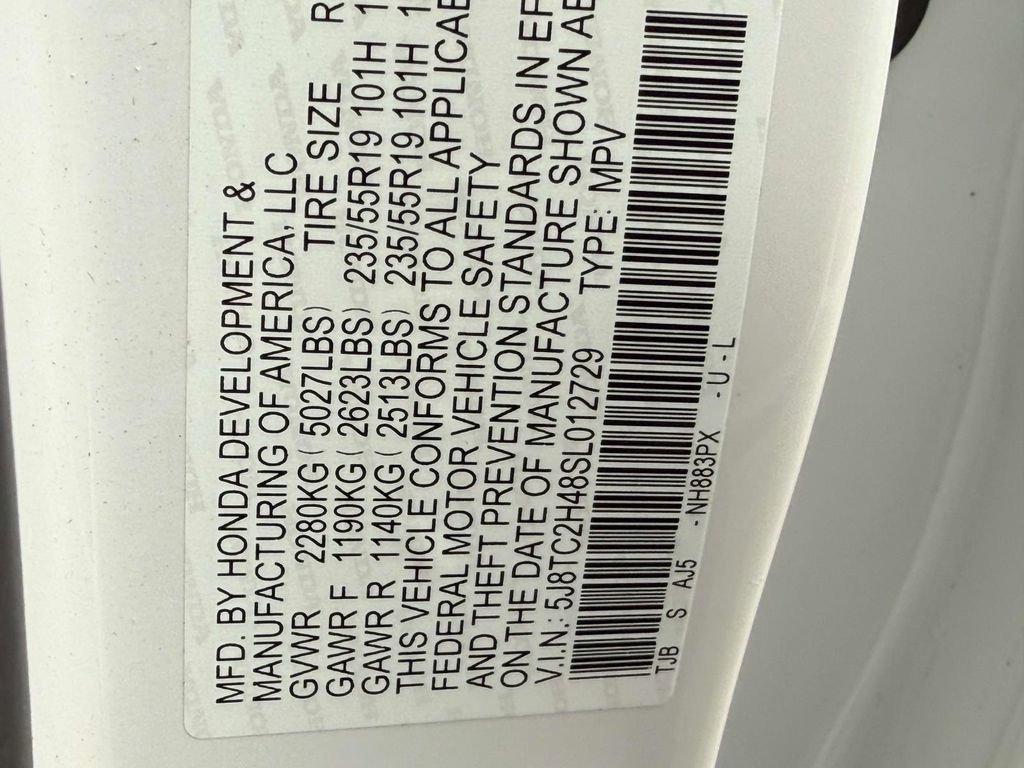 MFD. BY HONDA DEVELOPMENT &
MANUFACTURING OF AMERICA, LLC
GVWR 2280KG ( 5027LBS) TIRE SIZE R
GAWR F 1190KG ( 2623LBS) 235/55R19 101H 1
GAWR R 1140KG ( 2513LBS) 235/55R19 101H 1
THIS VEHICLE CONFORMS TO ALL APPLICAB
FEDERAL MOTOR VEHICLE SAFETY
AND THEFT PREVENTION STANDARDS IN EF
ON THE DATE OF MANUFACTURE SHOWN AB
V.I.N.: 5J8TC2H48SL012729 TYPE: MPV
TJB S AJ5 - NH883PX - U - L